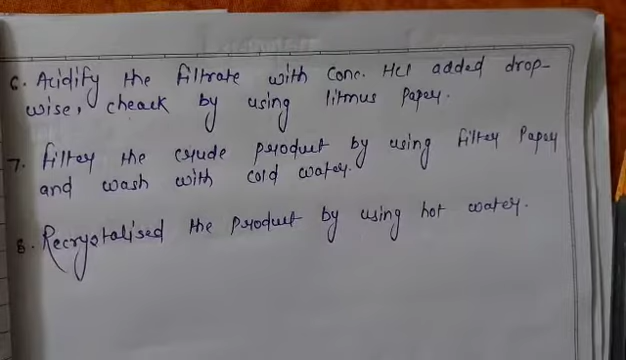 6. Acidify the filtrate with Conc. HCl added drop-
wise, cheack by using litmus Paper.
7. Filter the crude product by using filter Paper
and wash with cold water.
8. Recrystalised the product by using hot water.